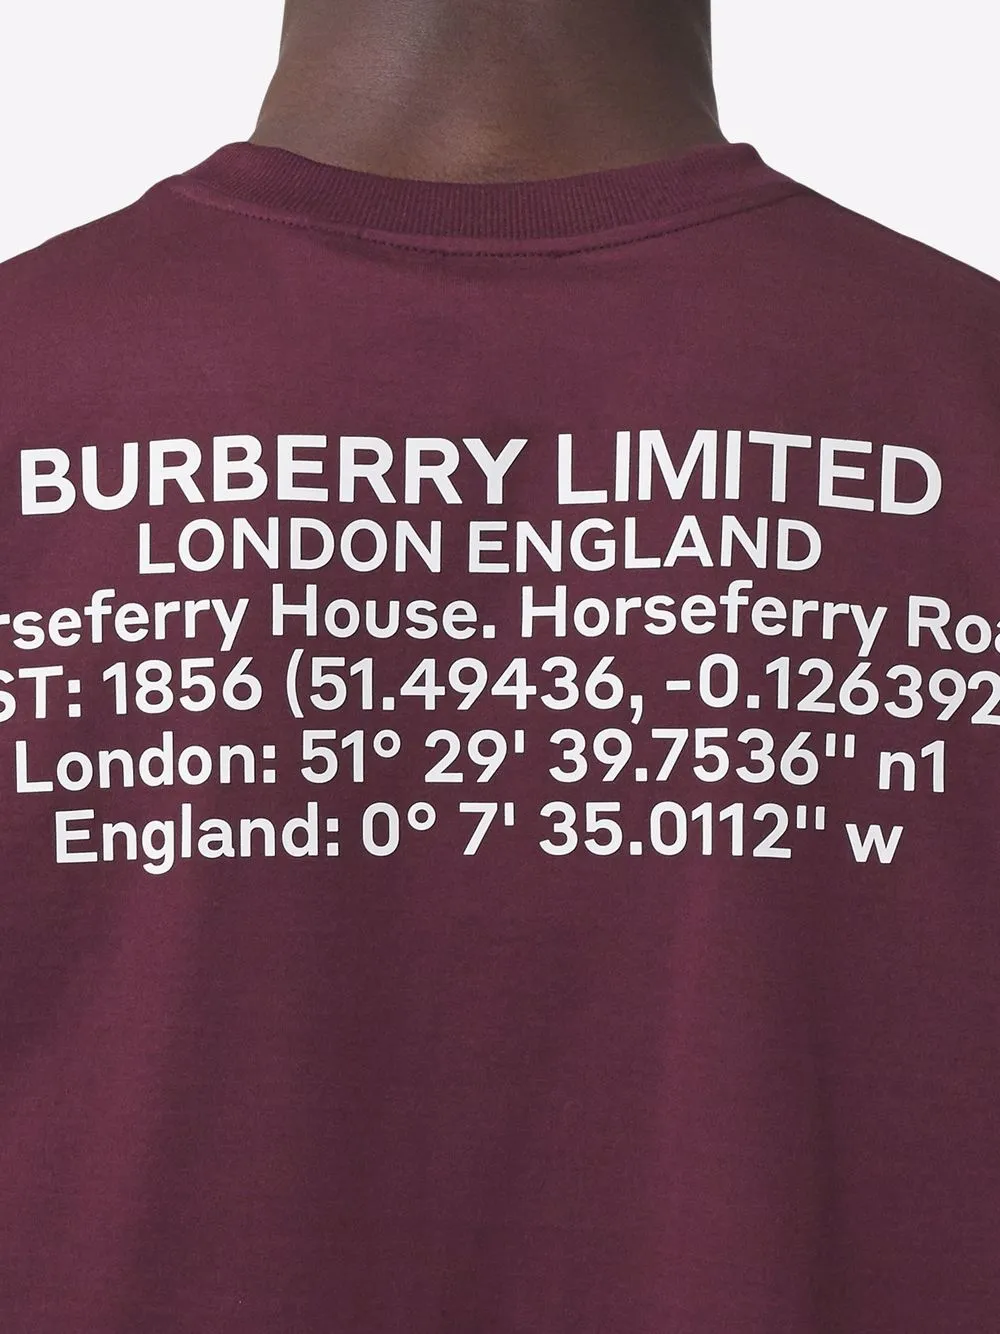 BURBERRY LIMITED
LONDON ENGLAND
rseferry House. Horseferry Ro
ST: 1856 (51.49436, -0.126392
London: 51° 29' 39.7536" n1
England: 0° 7' 35.0112" w